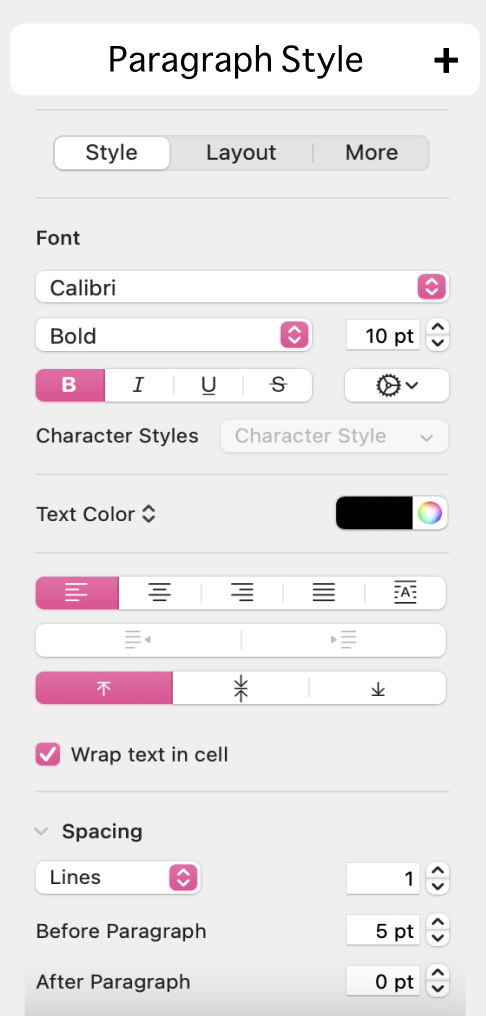 Paragraph Style +
Style Layout More
Font
Calibri
Bold 10 pt
B I U S
Character Styles Character Style
Text Color
A
Wrap text in cell
Spacing
Lines 1
Before Paragraph 5 pt
After Paragraph 0 pt